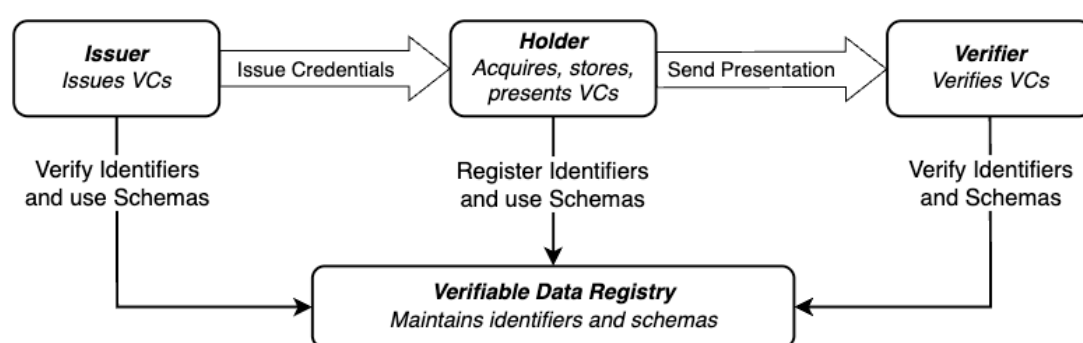 Issuer
Issues VCs
Issue Credentials
Holder
Acquires, stores,
presents VCs
Send Presentation
Verifier
Verifies VCs
Verify Identifiers
and use Schemas
Register Identifiers
and use Schemas
Verify Identifiers
and Schemas
Verifiable Data Registry
Maintains identifiers and schemas